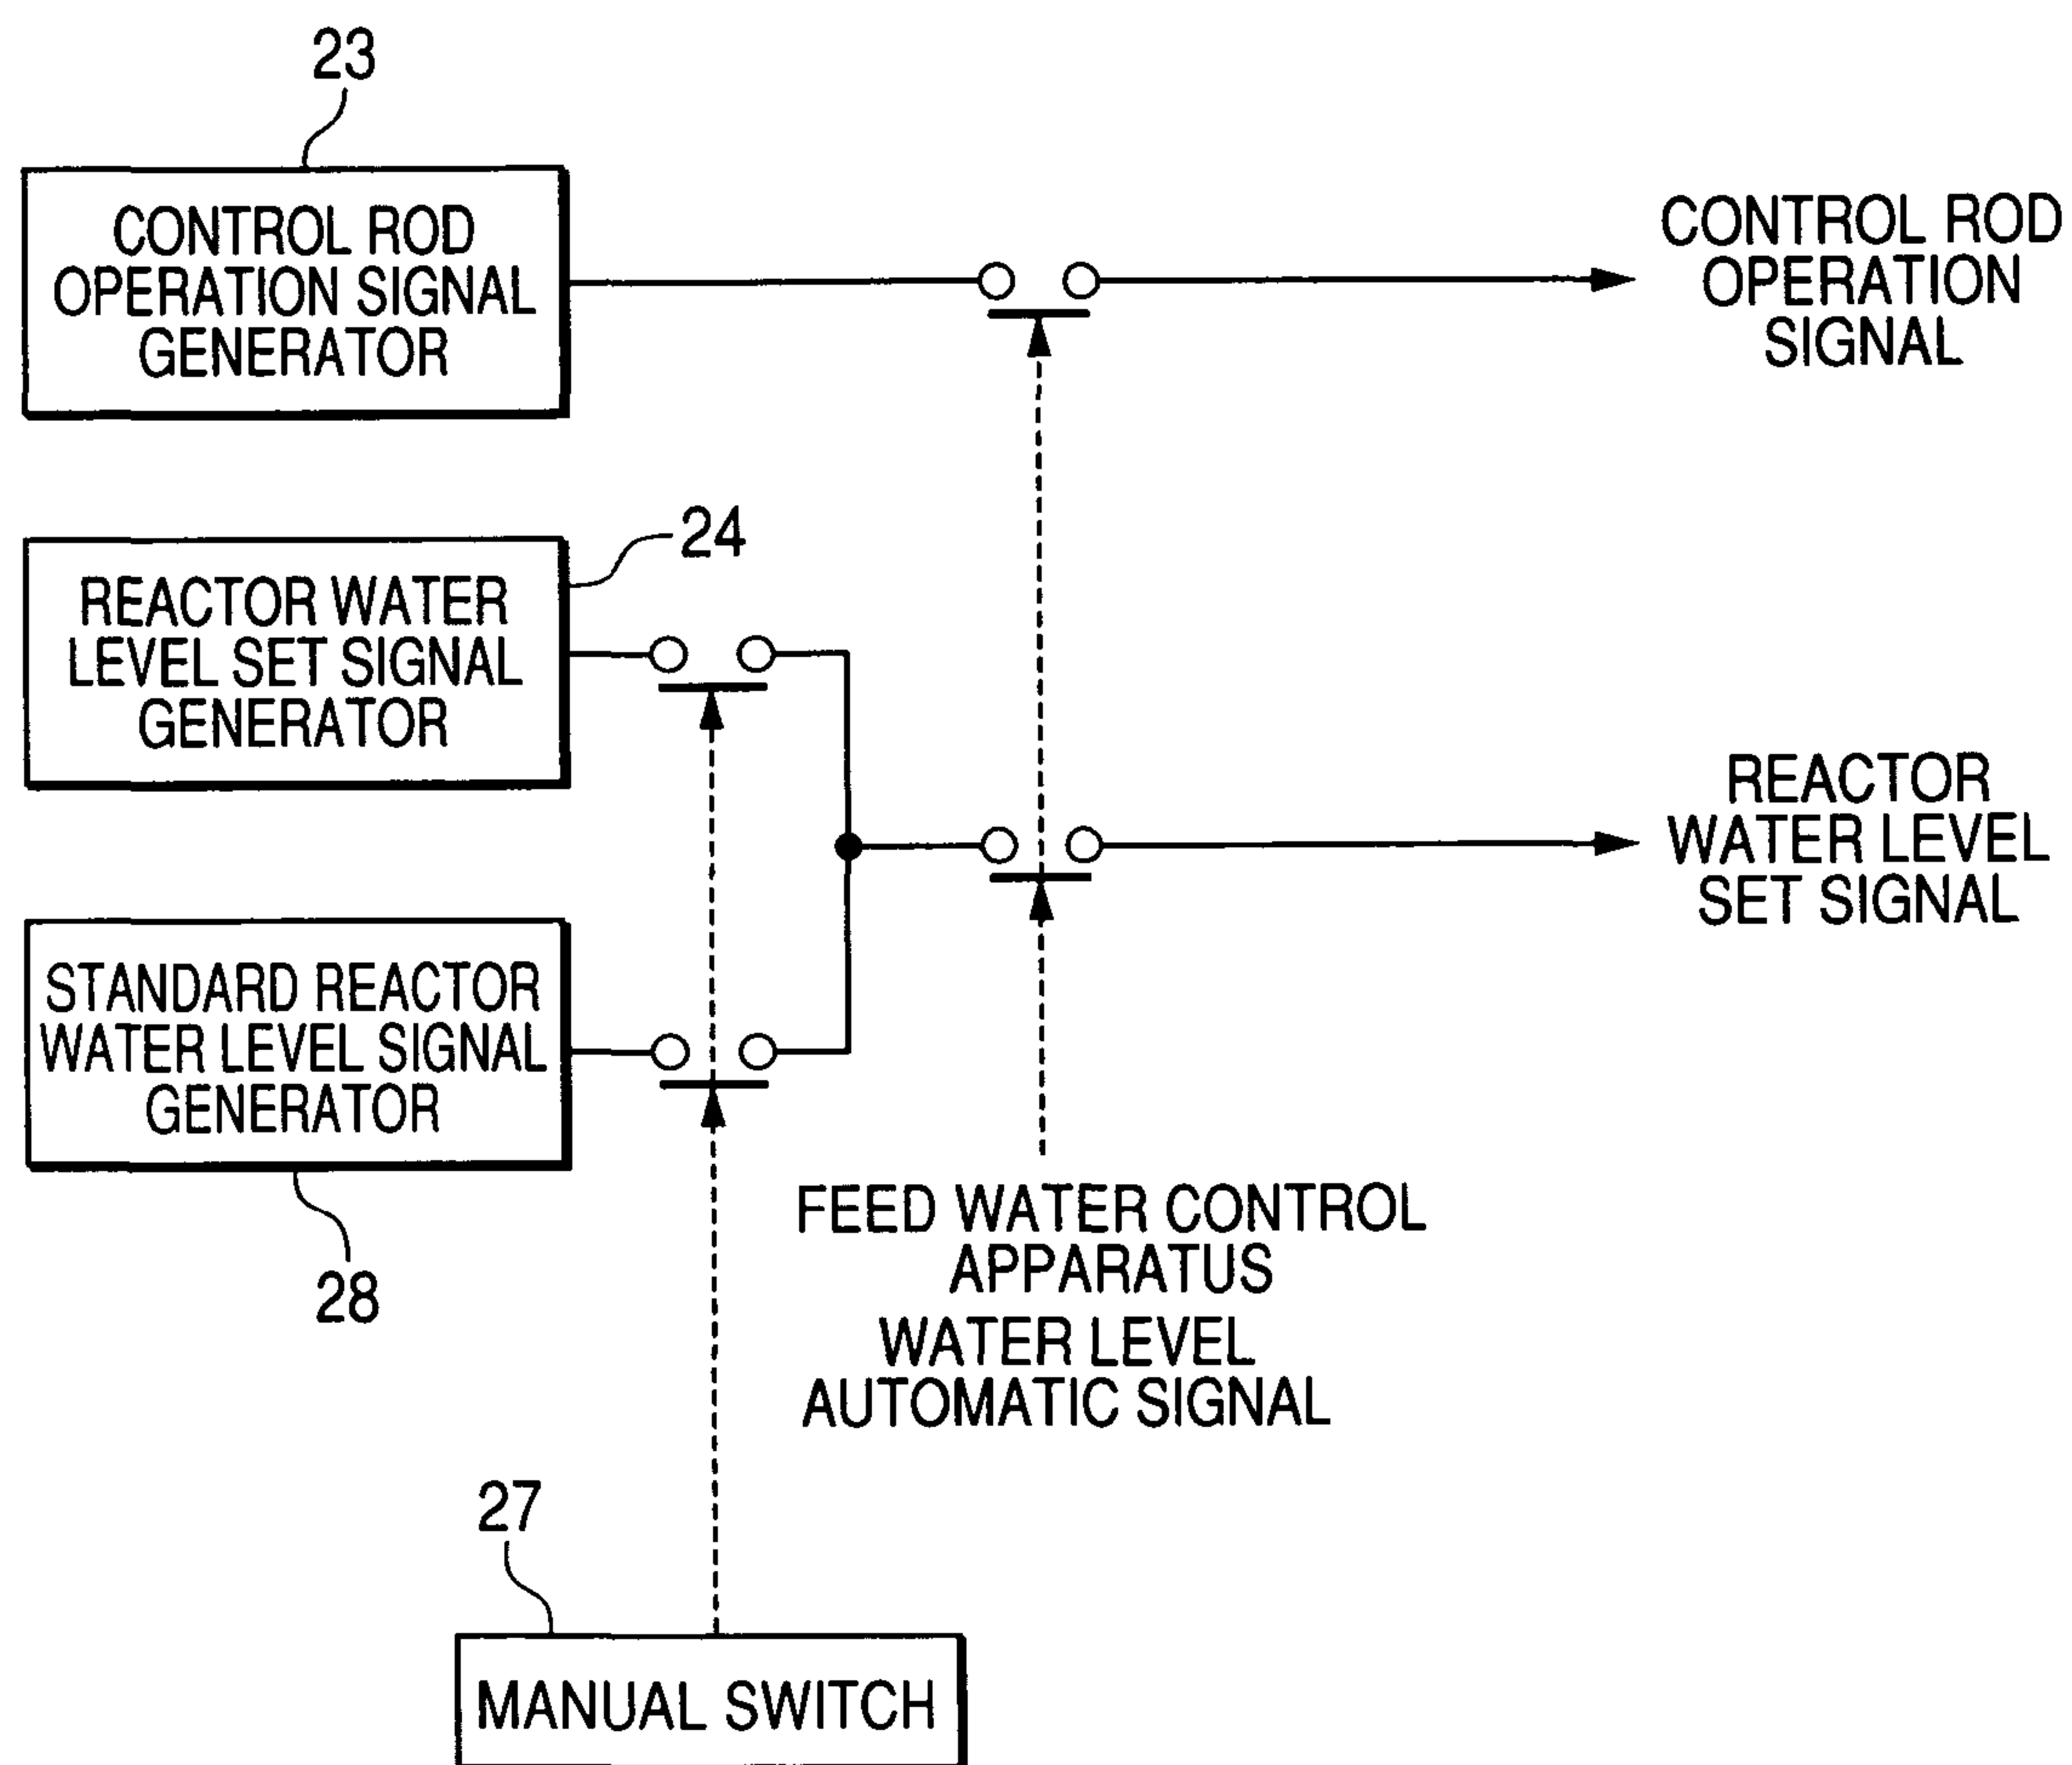 23
CONTROL ROD
OPERATION SIGNAL
GENERATOR
CONTROL ROD
OPERATION
SIGNAL
24
REACTOR WATER
LEVEL SET SIGNAL
GENERATOR
REACTOR
WATER LEVEL
SET SIGNAL
STANDARD REACTOR
WATER LEVEL SIGNAL
GENERATOR
28
FEED WATER CONTROL
APPARATUS
WATER LEVEL
AUTOMATIC SIGNAL
27
MANUAL SWITCH